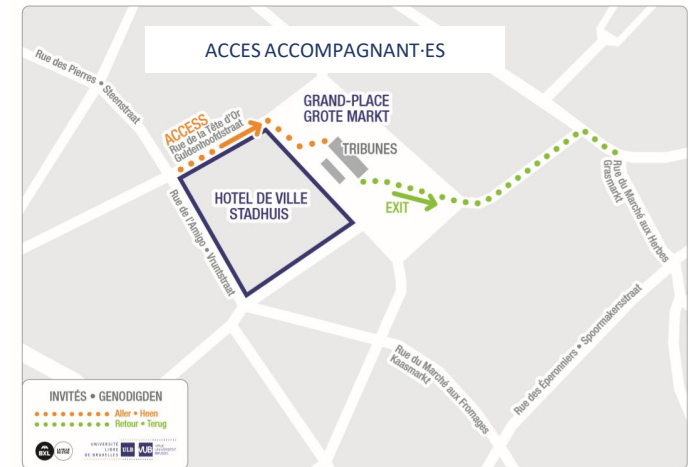 ACCES ACCOMPAGNANT·ES
Rue des Pierres • Steenstraat
ACCESS
Rue de la Tête d'Or
Guldenhoofdstraat
GRAND-PLACE
GROTE MARKT
TRIBUNES
HOTEL DE VILLE
STADHUIS
EXIT
Rue de l'Amigo • Vruntstraat
Rue du Marché aux Herbes
Grasmarkt
Rue du Marché aux Fromages
Kaasmarkt
Rue des Éperonniers • Spoormakersstraat
INVITÉS • GENODIGDEN
Aller • Heen
Retour • Terug
BXL
UNIVERSITÉ
LIBRE
DE BRUXELLES
ULB
VUB
VRIJE
UNIVERSITEIT
BRUSSEL